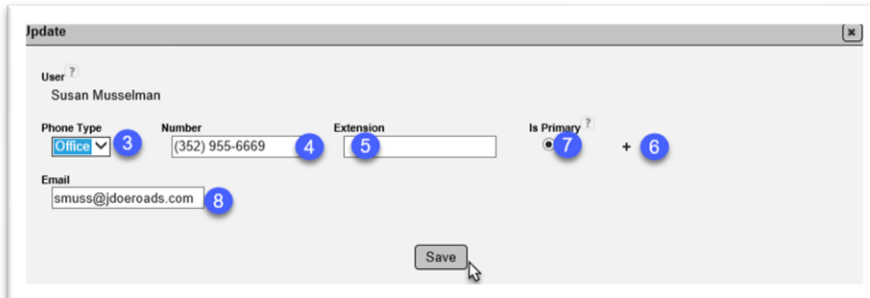 Update
User ?
Susan Musselman
Phone Type Number Extension Is Primary ?
Office 3 (352) 955-6669 4 5 7 + 6
Email
smuss@jdoeroads.com 8
Save